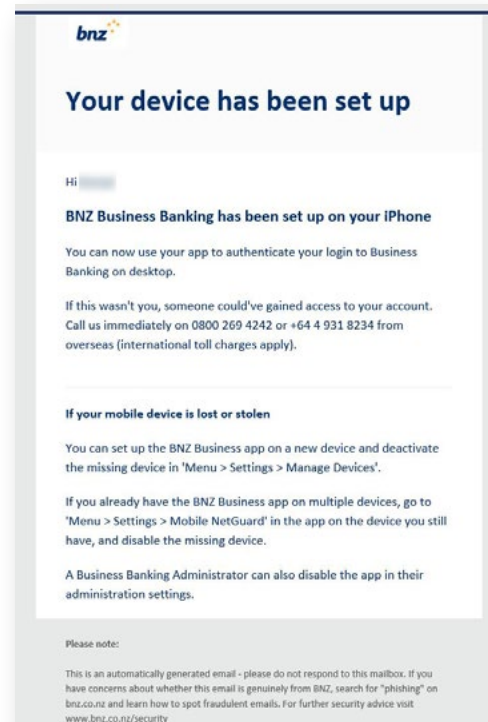 bnz
Your device has been set up
Hi
BNZ Business Banking has been set up on your iPhone
You can now use your app to authenticate your login to Business
Banking on desktop.
If this wasn't you, someone could've gained access to your account.
Call us immediately on 0800 269 4242 or +64 4 931 8234 from
overseas (international toll charges apply).
If your mobile device is lost or stolen
You can set up the BNZ Business app on a new device and deactivate
the missing device in 'Menu > Settings > Manage Devices'.
If you already have the BNZ Business app on multiple devices, go to
'Menu > Settings > Mobile NetGuard' in the app on the device you still
have, and disable the missing device.
A Business Banking Administrator can also disable the app in their
administration settings.
Please note:
This is an automatically generated email - please do not respond to this mailbox. If you
have concerns about whether this email is genuinely from BNZ, search for "phishing" on
bnz.co.nz and learn how to spot fraudulent emails. For further security advice visit
www.bnz.co.nz/security